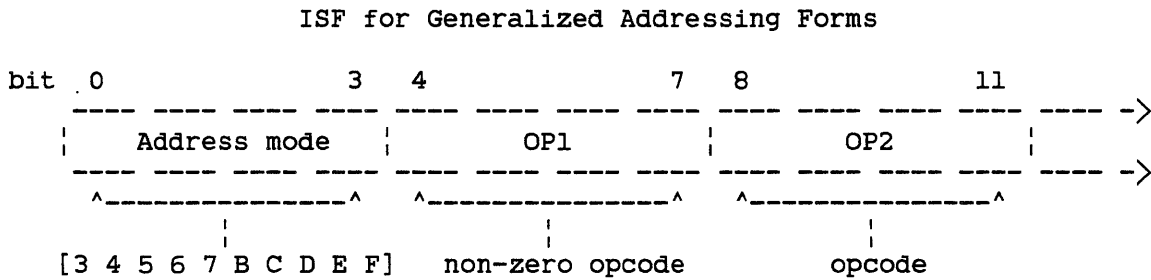 ISF for Generalized Addressing Forms
bit 0 3 4 7 8 11
Address mode OP1 OP2
[3 4 5 6 7 B C D E F] non-zero opcode opcode